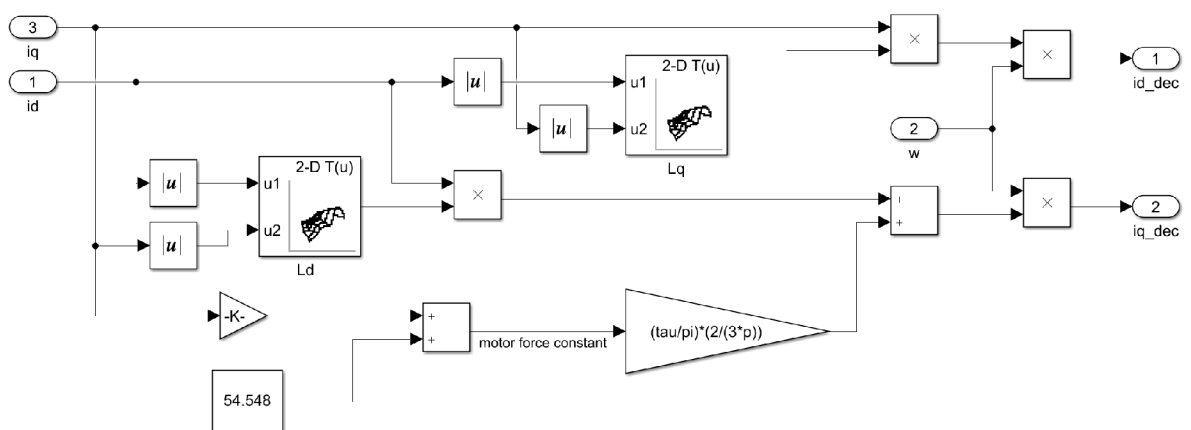 3
iq
1
id
|u|
2-D T(u)
u1
u2
Lq
|u|
×
×
1
id_dec
2
w
|u|
2-D T(u)
u1
u2
Ld
|u|
×
+
×
2
iq_dec
-K-
+
+
motor force constant
(tau/pi)*(2/(3*p))
54.548